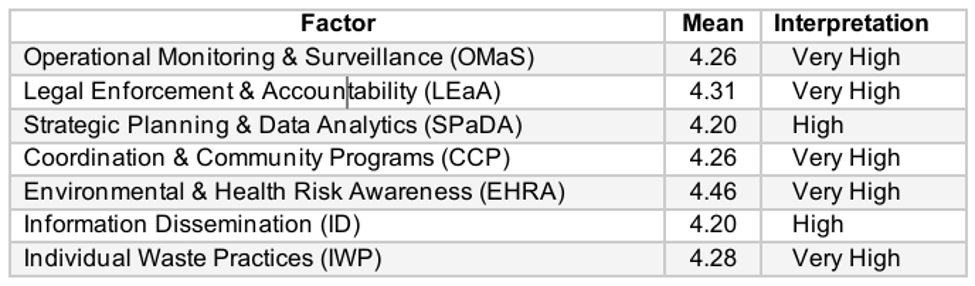 Factor Mean Interpretation
Operational Monitoring & Surveillance (OMaS) 4.26 Very High
Legal Enforcement & Accountability (LEaA) 4.31 Very High
Strategic Planning & Data Analytics (SPaDA) 4.20 High
Coordination & Community Programs (CCP) 4.26 Very High
Environmental & Health Risk Awareness (EHRA) 4.46 Very High
Information Dissemination (ID) 4.20 High
Individual Waste Practices (IWP) 4.28 Very High